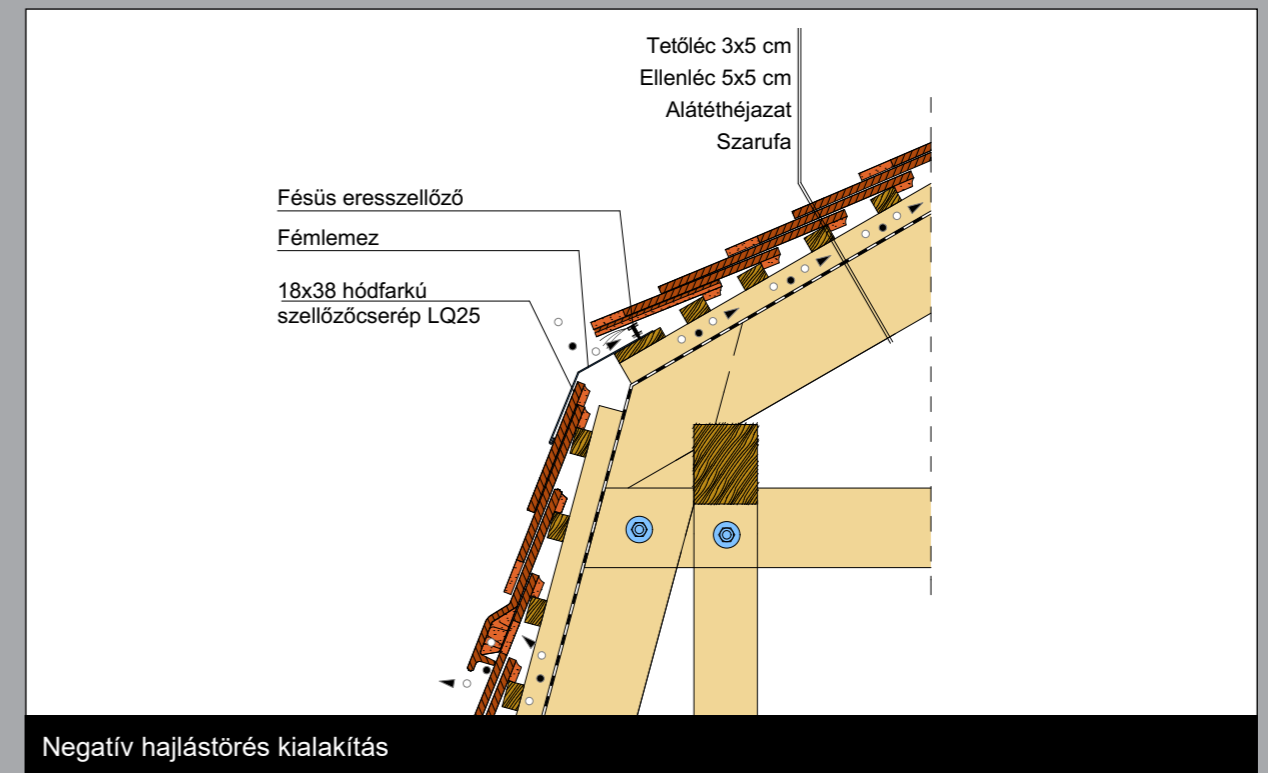 Tetőléc 3x5 cm
Ellenléc 5x5 cm
Alátéthéjazat
Szarufa
Fésüs eresszellőző
Fémlemez
18x38 hódfarkú
szellőzőcserép LQ25
Negatív hajlástörés kialakítás